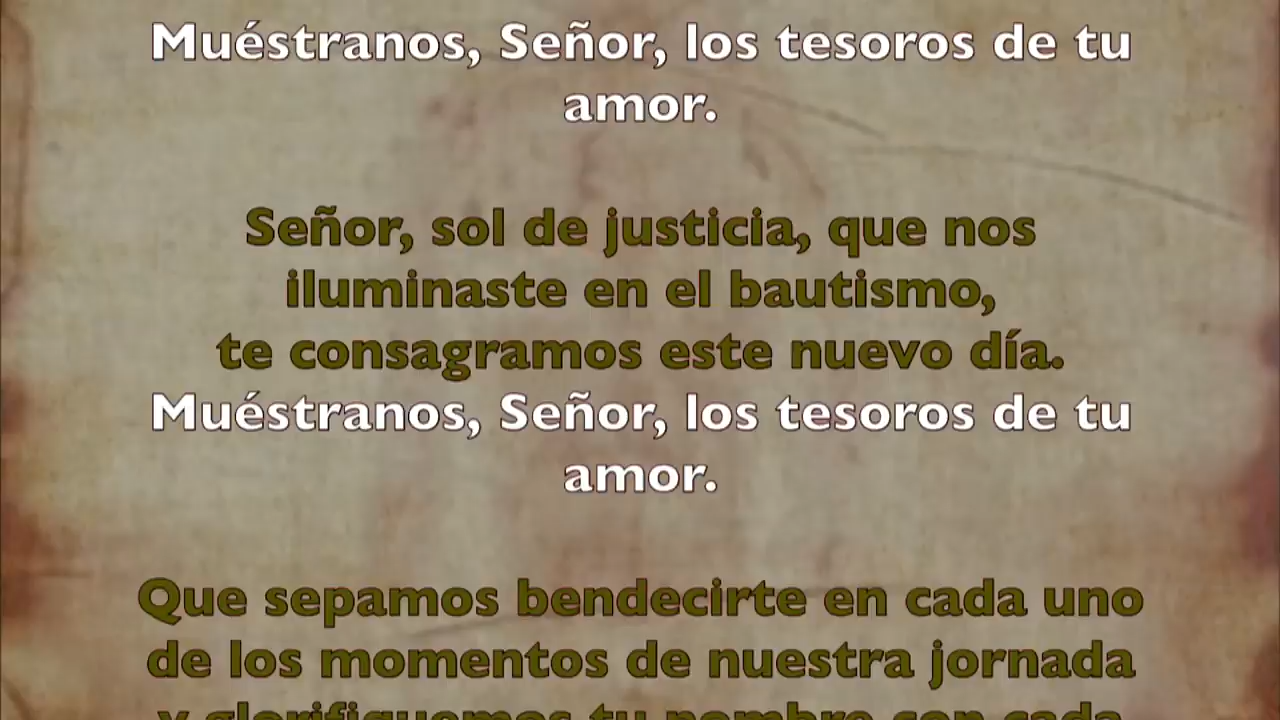 Muéstranos, Señor, los tesoros de tu
amor.
Señor, sol de justicia, que nos
iluminaste en el bautismo,
te consagramos este nuevo día.
Muéstranos, Señor, los tesoros de tu
amor.
Que sepamos bendecirte en cada uno
de los momentos de nuestra jornada
y glorifiquemos tu nombre con cada